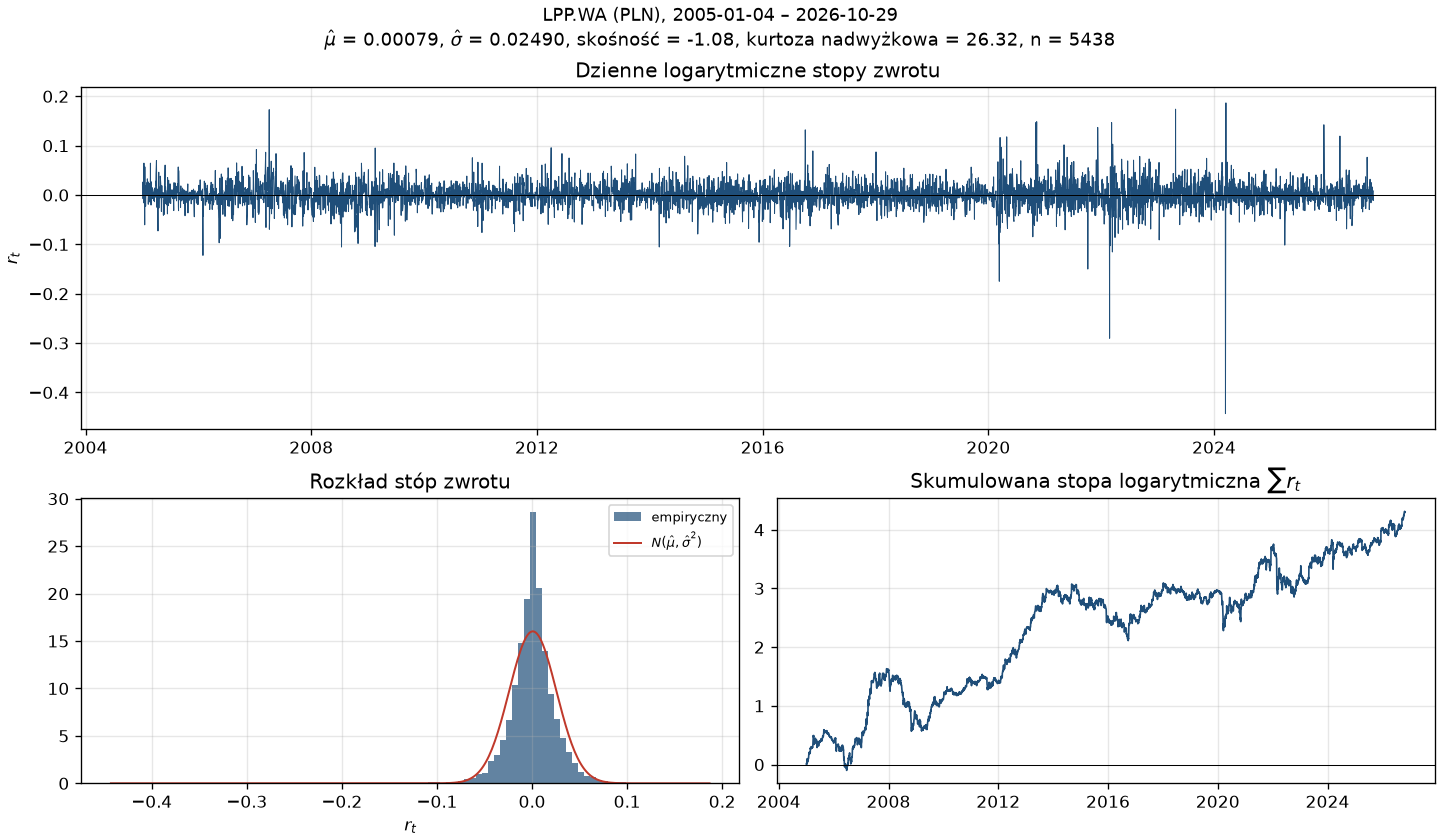 LPP.WA (PLN), 2005-01-04 – 2026-10-29
μ̂ = 0.00079, σ̂ = 0.02490, skośność = -1.08, kurtoza nadwyżkowa = 26.32, n = 5438
Dzienne logarytmiczne stopy zwrotu
0.2
0.1
0.0
−0.1
−0.2
−0.3
−0.4
r_t
2004 2008 2012 2016 2020 2024
Rozkład stóp zwrotu
30
25
20
15
10
5
0
empiryczny
N(μ̂, σ̂²)
−0.4 −0.3 −0.2 −0.1 0.0 0.1 0.2
r_t
Skumulowana stopa logarytmiczna ∑r_t
4
3
2
1
0
2004 2008 2012 2016 2020 2024